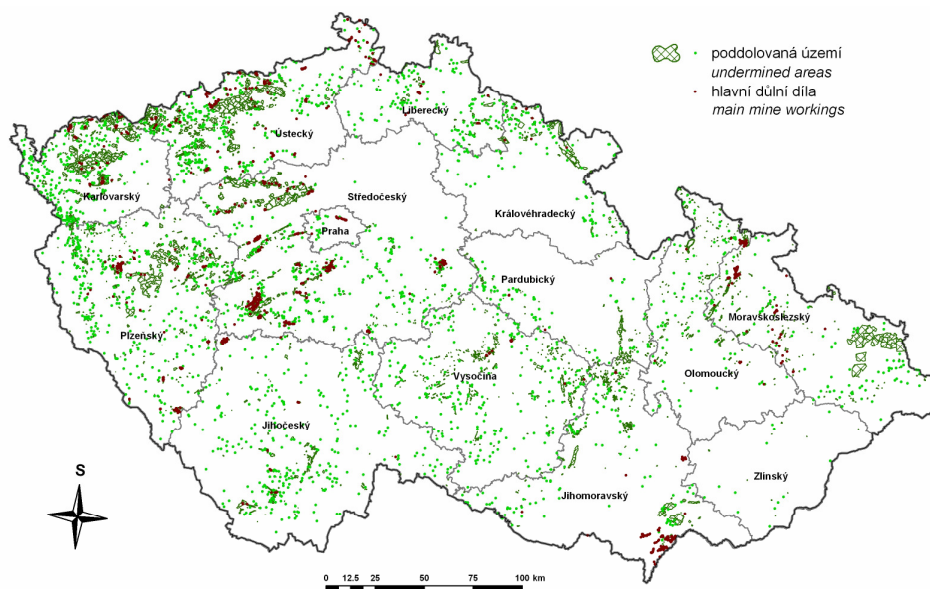 poddolovaná území
undermined areas
hlavní důlní díla
main mine workings
Liberecký
Ústecký
Karlovarský
Středočeský
Královéhradecký
Praha
Pardubický
Moravskoslezský
Plzeňský
Vysočina
Olomoucký
Jihočeský
Zlínský
Jihomoravský
S
0 12.5 25 50 75 100 km